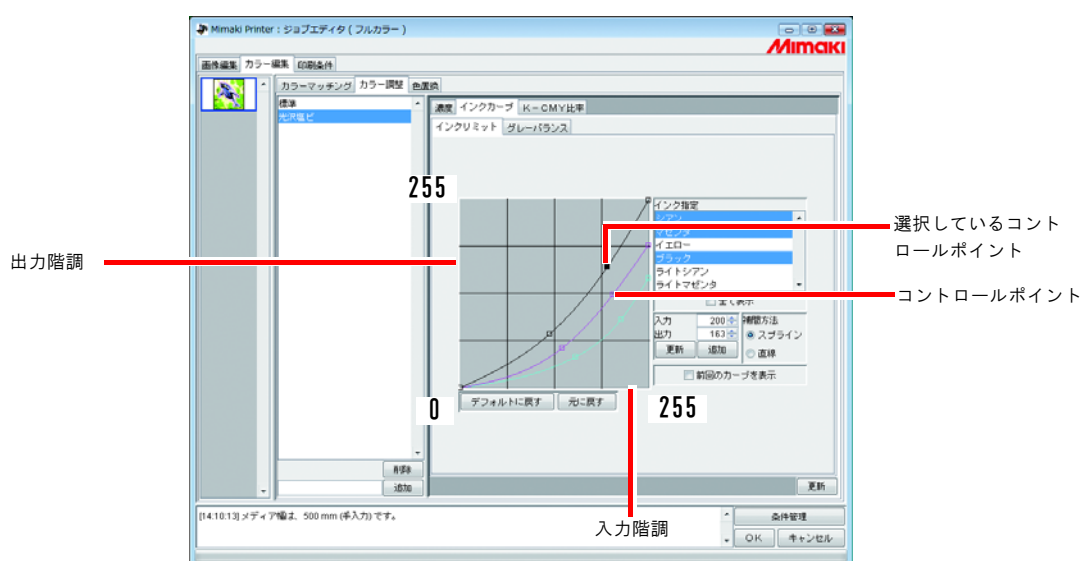 Mimaki Printer : ジョブエディタ ( フルカラー )
Mimaki
画像編集 カラー編集 印刷条件
カラーマッチング カラー調整 色置換
標準
光沢塩ビ
濃度 インクカーブ K-CMY比率
インクリミット グレーバランス
255
出力階調
インク指定
シアン
マゼンタ
イエロー
ブラック
ライトシアン
ライトマゼンタ
全て表示
選択しているコント
ロールポイント
コントロールポイント
入力 200 補間方法
出力 163 スプライン
更新 追加 直線
前回のカーブを表示
0
デフォルトに戻す 元に戻す
255
削除
追加
更新
[14:10:13] メディア幅は、500 mm (手入力) です。
入力階調
条件管理
OK キャンセル